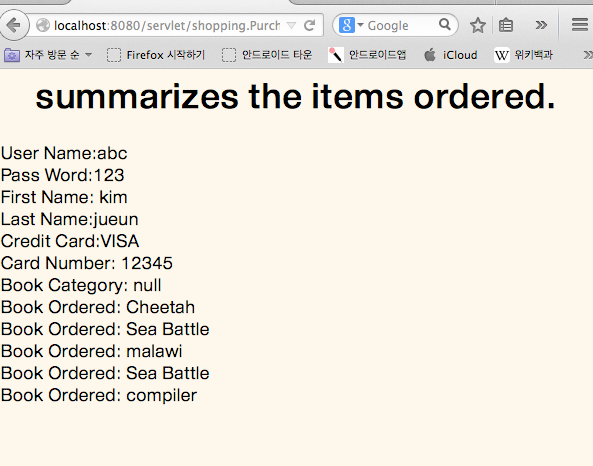 localhost:8080/servlet/shopping.Purch
Google
자주 방문 순
Firefox 시작하기
안드로이드 타운
안드로이드앱
iCloud
W 위키백과
summarizes the items ordered.
User Name:abc
Pass Word:123
First Name: kim
Last Name:jueun
Credit Card:VISA
Card Number: 12345
Book Category: null
Book Ordered: Cheetah
Book Ordered: Sea Battle
Book Ordered: malawi
Book Ordered: Sea Battle
Book Ordered: compiler